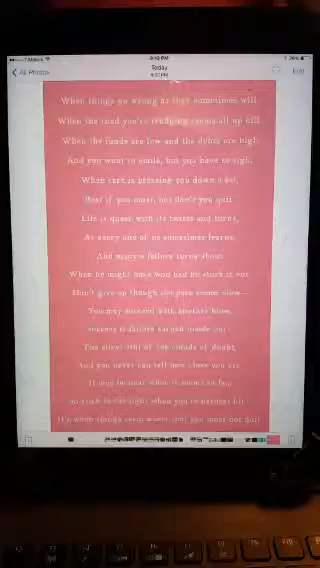 T-Mobile
9:19 PM
26%
All Photos
Today
Edit
When things go wrong as they sometimes will
When the road you're trudging seems all up hill
When the funds are low and the debts are high
And you want to smile, but you have to sigh,
When care is pressing you down a bit,
Rest if you must, but don't you quit
Life is queer with its twists and turns,
As every one of us sometimes learns
And many a failure turns about
When he might have won had he stuck it out
Don't give up though the pace seems slow—
You may succeed with another blow,
success is failure turned inside out
The silver tint of the clouds of doubt,
And you never can tell how close you are
It may be near when it seems so far,
so stick to the fight when you're hardest hit
It's when things seem worst that you must not quit